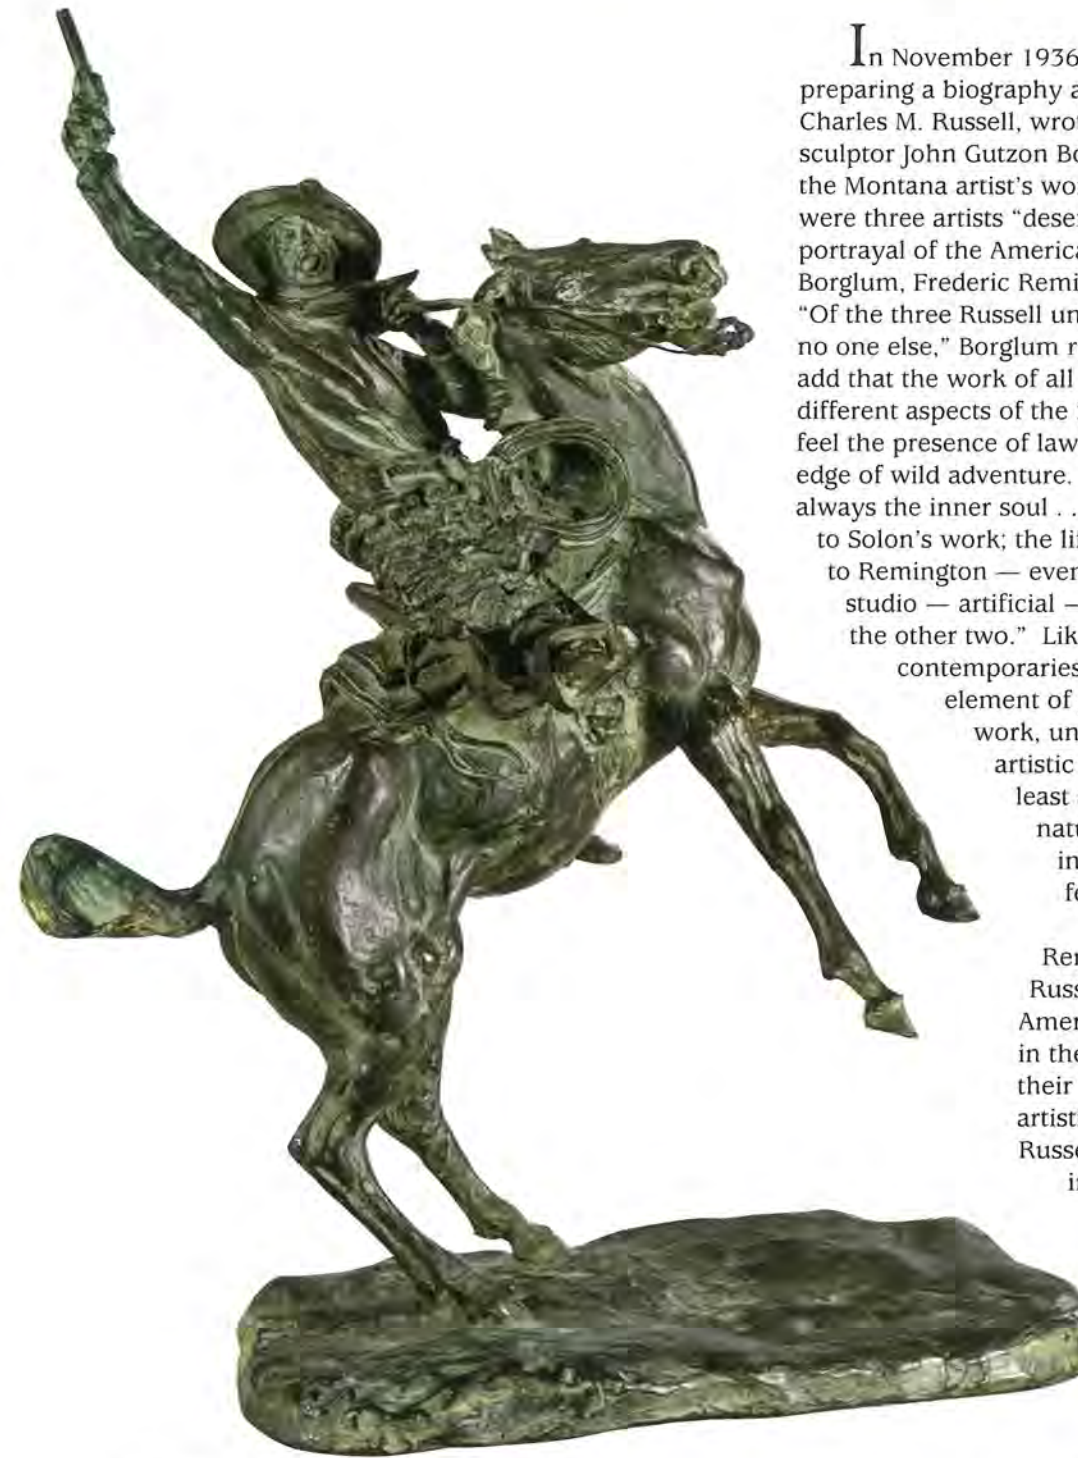 In November 1936
preparing a biography a
Charles M. Russell, wro
sculptor John Gutzon Bo
the Montana artist's wo
were three artists “dese
portrayal of the America
Borglum, Frederic Remi
“Of the three Russell un
no one else,” Borglum r
add that the work of all
different aspects of the
feel the presence of law
edge of wild adventure.
always the inner soul . .
to Solon's work; the li
to Remington — even
studio — artificial —
the other two.” Lik
contemporaries
element of
work, un
artistic
least
natu
in
fe
Rer
Russ
Amer
in the
their
artist
Russe
i